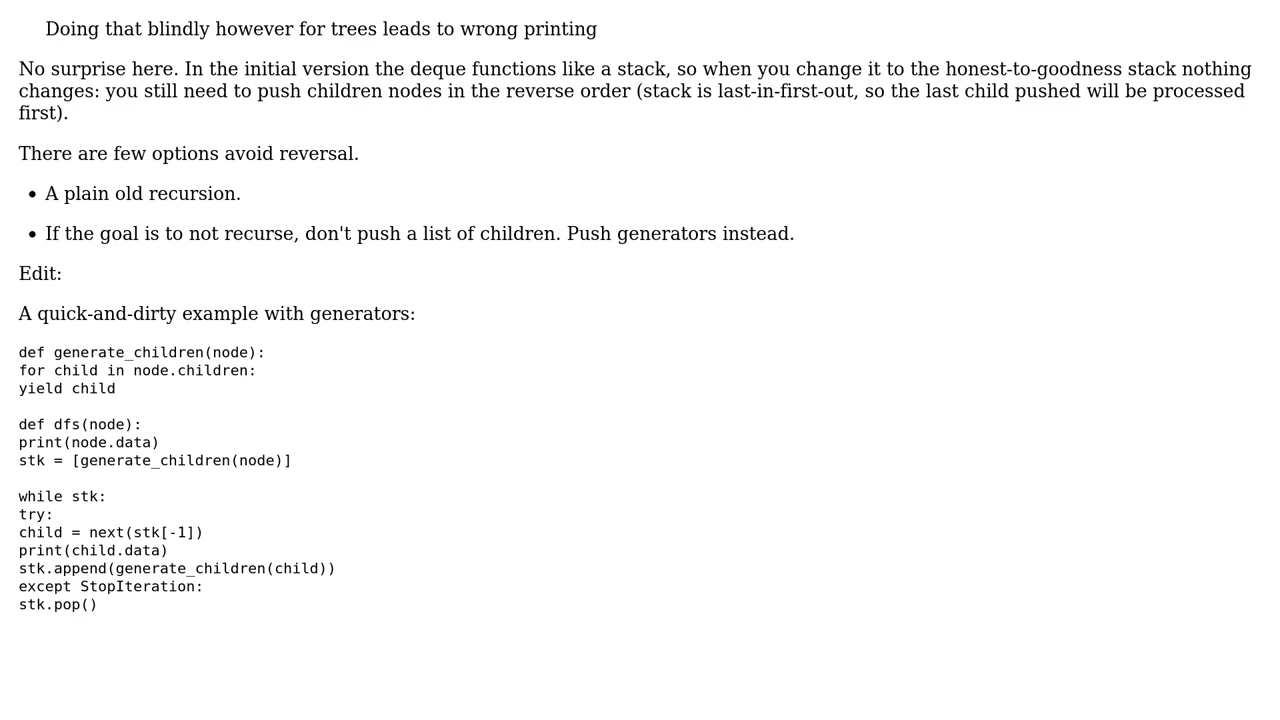 Doing that blindly however for trees leads to wrong printing
No surprise here. In the initial version the deque functions like a stack, so when you change it to the honest-to-goodness stack nothing
changes: you still need to push children nodes in the reverse order (stack is last-in-first-out, so the last child pushed will be processed
first).
There are few options avoid reversal.
• A plain old recursion.
• If the goal is to not recurse, don't push a list of children. Push generators instead.
Edit:
A quick-and-dirty example with generators:
def generate_children(node):
for child in node.children:
yield child
def dfs(node):
print(node.data)
stk = [generate_children(node)]
while stk:
try:
child = next(stk[-1])
print(child.data)
stk.append(generate_children(child))
except StopIteration:
stk.pop()